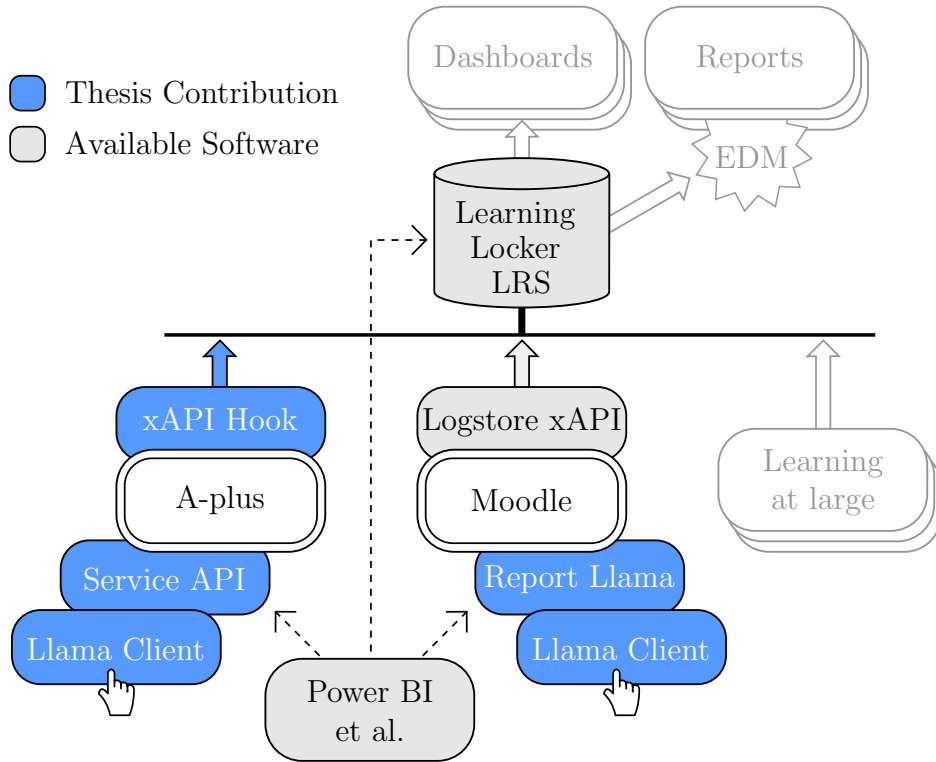 Dashboards
Reports
Thesis Contribution
Available Software
EDM
Learning
Locker
LRS
xAPI Hook
Logstore xAPI
A-plus
Moodle
Learning
at large
Service API
Report Llama
Llama Client
Llama Client
Power BI
et al.